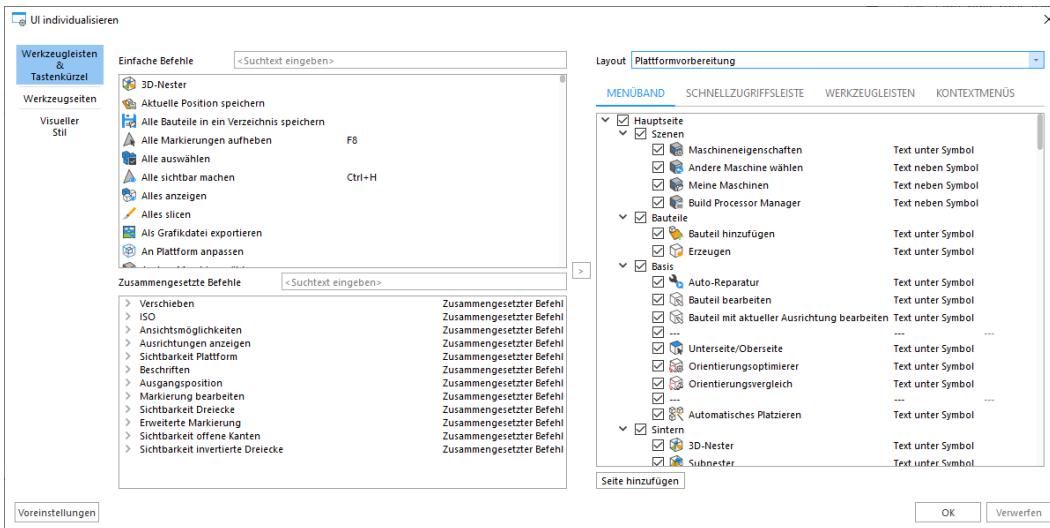 UI individualisieren
Werkzeugleisten
&
Tastenkürzel
Werkzeugseiten
Visueller
Stil
Einfache Befehle <Suchtext eingeben>
3D-Nester
Aktuelle Position speichern
Alle Bauteile in ein Verzeichnis speichern
Alle Markierungen aufheben F8
Alle auswählen
Alle sichtbar machen Ctrl+H
Alles anzeigen
Alles slicen
Als Grafikdatei exportieren
An Plattform anpassen
Zusammengesetzte Befehle <Suchtext eingeben>
> Verschieben Zusammengesetzter Befehl
> ISO Zusammengesetzter Befehl
> Ansichtsmöglichkeiten Zusammengesetzter Befehl
> Ausrichtungen anzeigen Zusammengesetzter Befehl
> Sichtbarkeit Plattform Zusammengesetzter Befehl
> Beschriften Zusammengesetzter Befehl
> Ausgangsposition Zusammengesetzter Befehl
> Markierung bearbeiten Zusammengesetzter Befehl
> Sichtbarkeit Dreiecke Zusammengesetzter Befehl
> Erweiterte Markierung Zusammengesetzter Befehl
> Sichtbarkeit offene Kanten Zusammengesetzter Befehl
> Sichtbarkeit invertierte Dreiecke Zusammengesetzter Befehl
>
Layout Plattformvorbereitung
MENÜBAND SCHNELLZUGRIFFSLEISTE WERKZEUGLEISTEN KONTEXTMENÜS
Hauptseite
Szenen
Maschineneigenschaften Text unter Symbol
Andere Maschine wählen Text neben Symbol
Meine Maschinen Text neben Symbol
Build Processor Manager Text neben Symbol
Bauteile
Bauteil hinzufügen Text unter Symbol
Erzeugen Text unter Symbol
Basis
Auto-Reparatur Text unter Symbol
Bauteil bearbeiten Text unter Symbol
Bauteil mit aktueller Ausrichtung bearbeiten Text unter Symbol
--- --- ---
Unterseite/Oberseite Text unter Symbol
Orientierungsoptimierer Text unter Symbol
Orientierungsvergleich Text unter Symbol
--- --- ---
Automatisches Platzieren Text unter Symbol
Sintern
3D-Nester Text unter Symbol
Subnester Text unter Symbol
Seite hinzufügen
Voreinstellungen OK Verwerfen